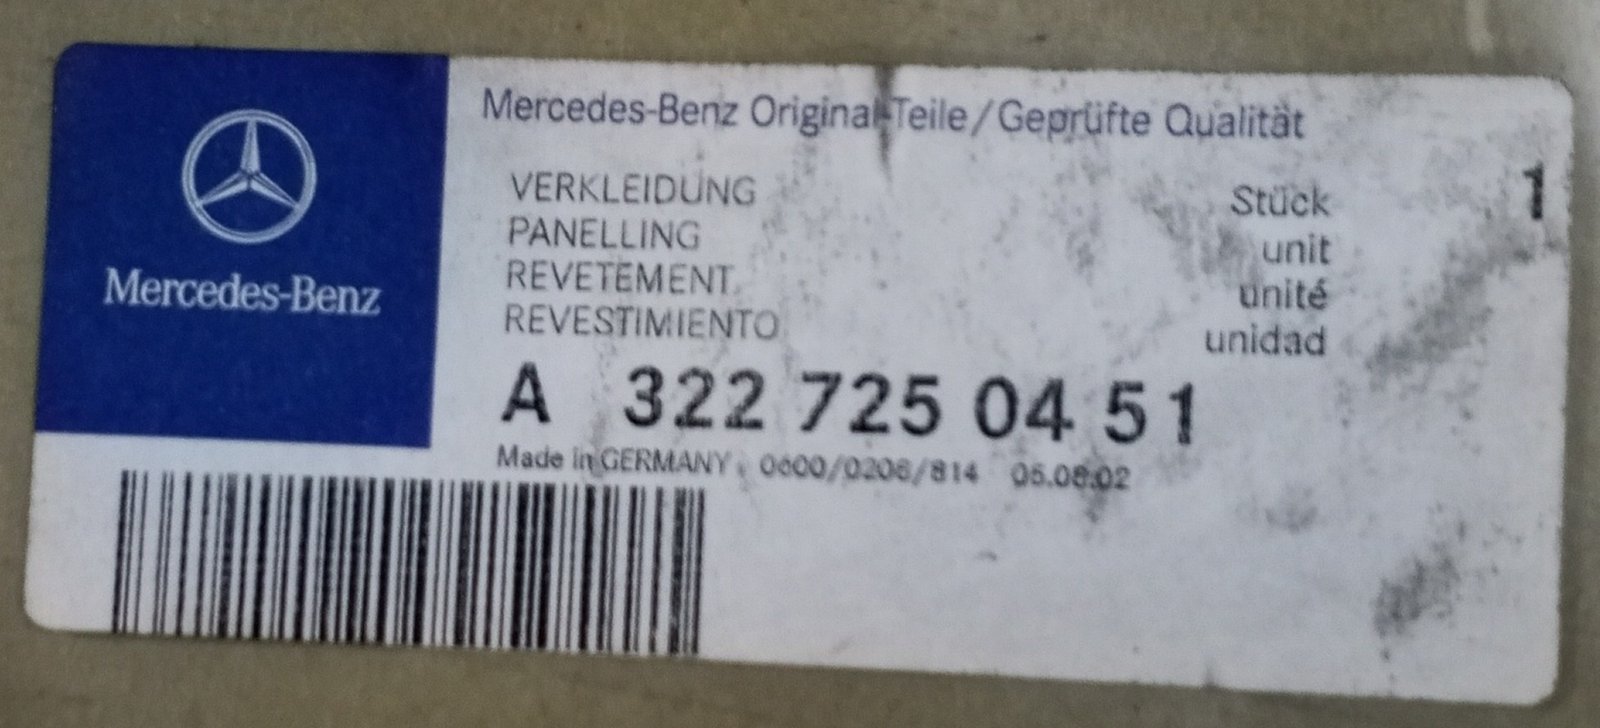 Mercedes-Benz
Mercedes-Benz Original-Teile/Geprüfte Qualität
VERKLEIDUNG
PANELLING
REVETEMENT
REVESTIMIENTO
Stück 1
unit
unité
unidad
A 322 725 04 51
Made in GERMANY 0600/0206/814 05.08.02